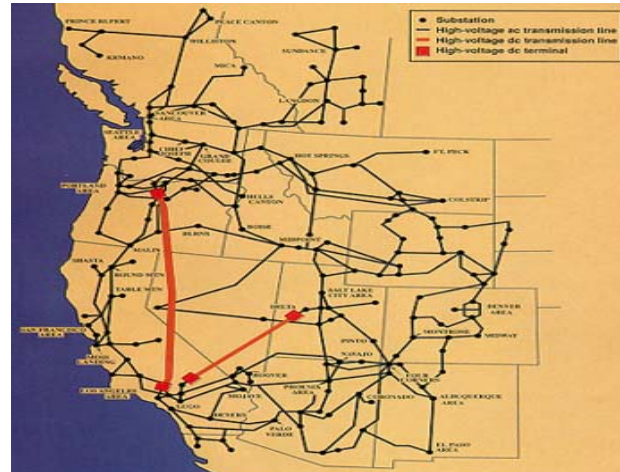 Substation
High-voltage ac transmission line
High-voltage dc transmission line
High-voltage dc terminal
PRINCE RUPERT
PEACE CANYON
WILLISTON
KEMANO
SUNDANCE
MICA
LANGDON
VANCOUVER
AREA
SEATTLE
AREA
CHIEF
JOSEPH
GRAND
COULEE
HOT SPRINGS
FT. PECK
PORTLAND
AREA
HELLS
CANYON
COLSTRIP
BURNS
BOISE
MIDPOINT
MALIN
SHASTA
ROUND MTN
TABLE MTN
SALT LAKE
CITY AREA
DELTA
DENVER
AREA
SAN FRANCISCO
AREA
MONTROSE
MIDWAY
PINTO
MOSS
LANDING
NAVAJO
HOOVER
FOUR
CORNERS
LOS ANGELES
AREA
MOJAVE
PHOENIX
AREA
CORONADO
ALBUQUERQUE
AREA
LUGO
DEVERS
PALO
VERDE
EL PASO
AREA